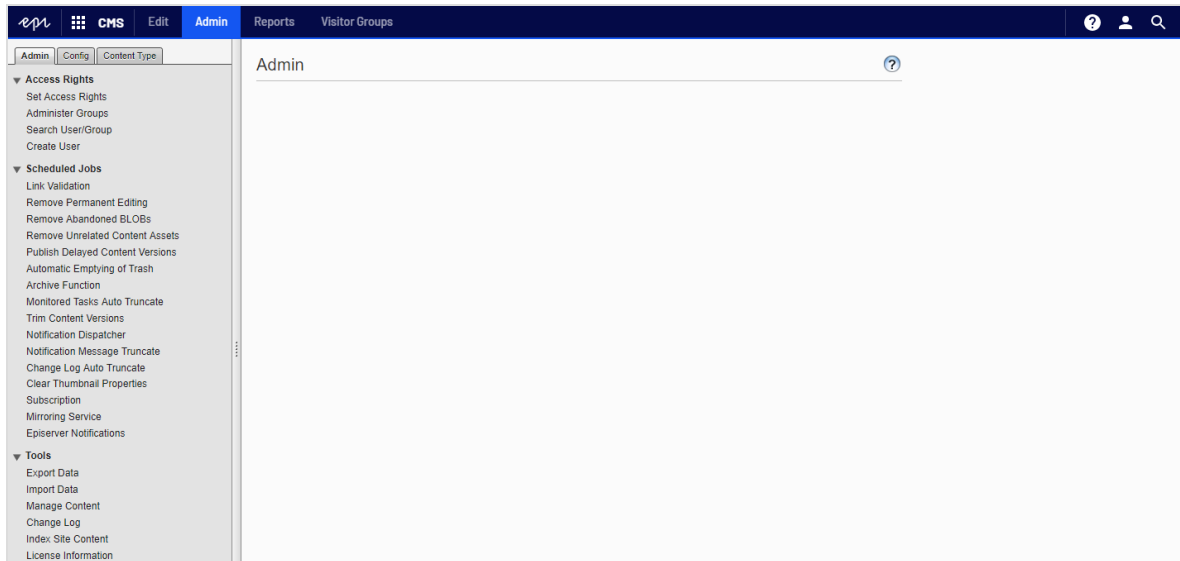 epi CMS Edit Admin Reports Visitor Groups ?
Admin Config Content Type
Access Rights
Set Access Rights
Administer Groups
Search User/Group
Create User
Scheduled Jobs
Link Validation
Remove Permanent Editing
Remove Abandoned BLOBs
Remove Unrelated Content Assets
Publish Delayed Content Versions
Automatic Emptying of Trash
Archive Function
Monitored Tasks Auto Truncate
Trim Content Versions
Notification Dispatcher
Notification Message Truncate
Change Log Auto Truncate
Clear Thumbnail Properties
Subscription
Mirroring Service
Episerver Notifications
Tools
Export Data
Import Data
Manage Content
Change Log
Index Site Content
License Information
Admin ?